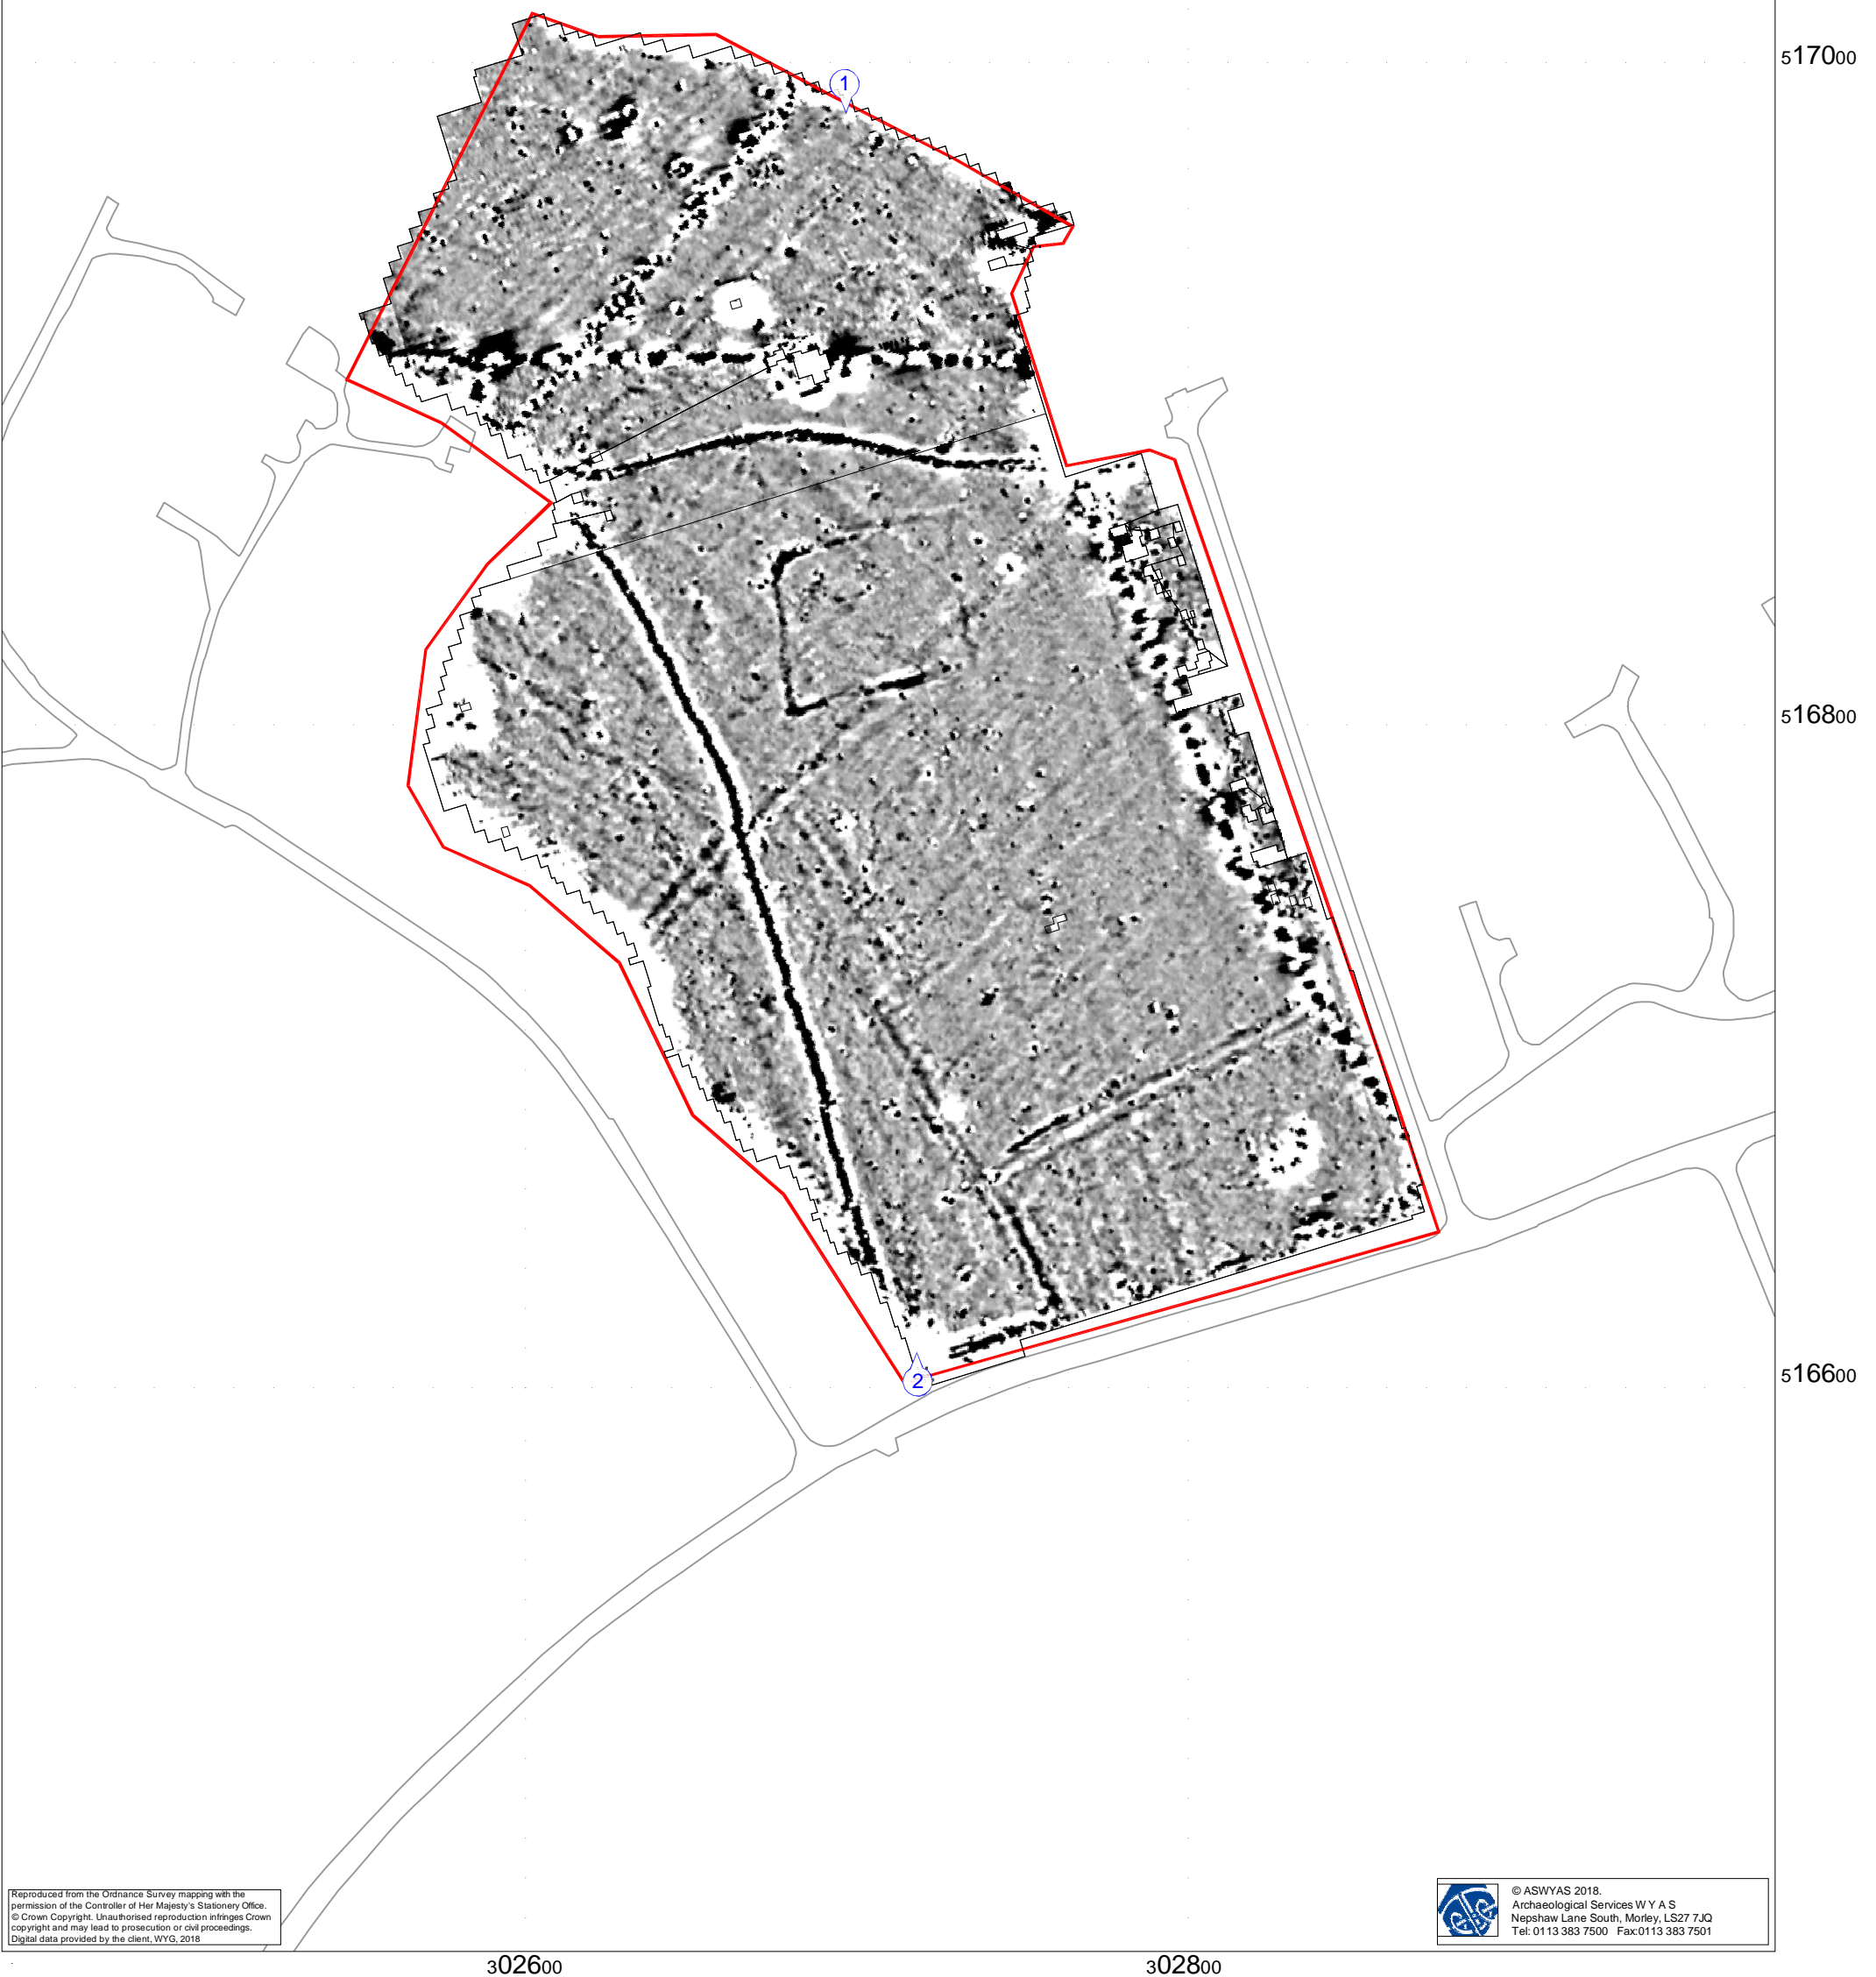 517000
1
516800
516600
2
Reproduced from the Ordnance Survey mapping with the
permission of the Controller of Her Majesty's Stationery Office.
© Crown Copyright. Unauthorised reproduction infringes Crown
copyright and may lead to prosecution or civil proceedings.
Digital data provided by the client, WYG, 2018
© ASWYAS 2018.
Archaeological Services W Y A S
Nepshaw Lane South, Morley, LS27 7JQ
Tel: 0113 383 7500 Fax:0113 383 7501
302600
302800